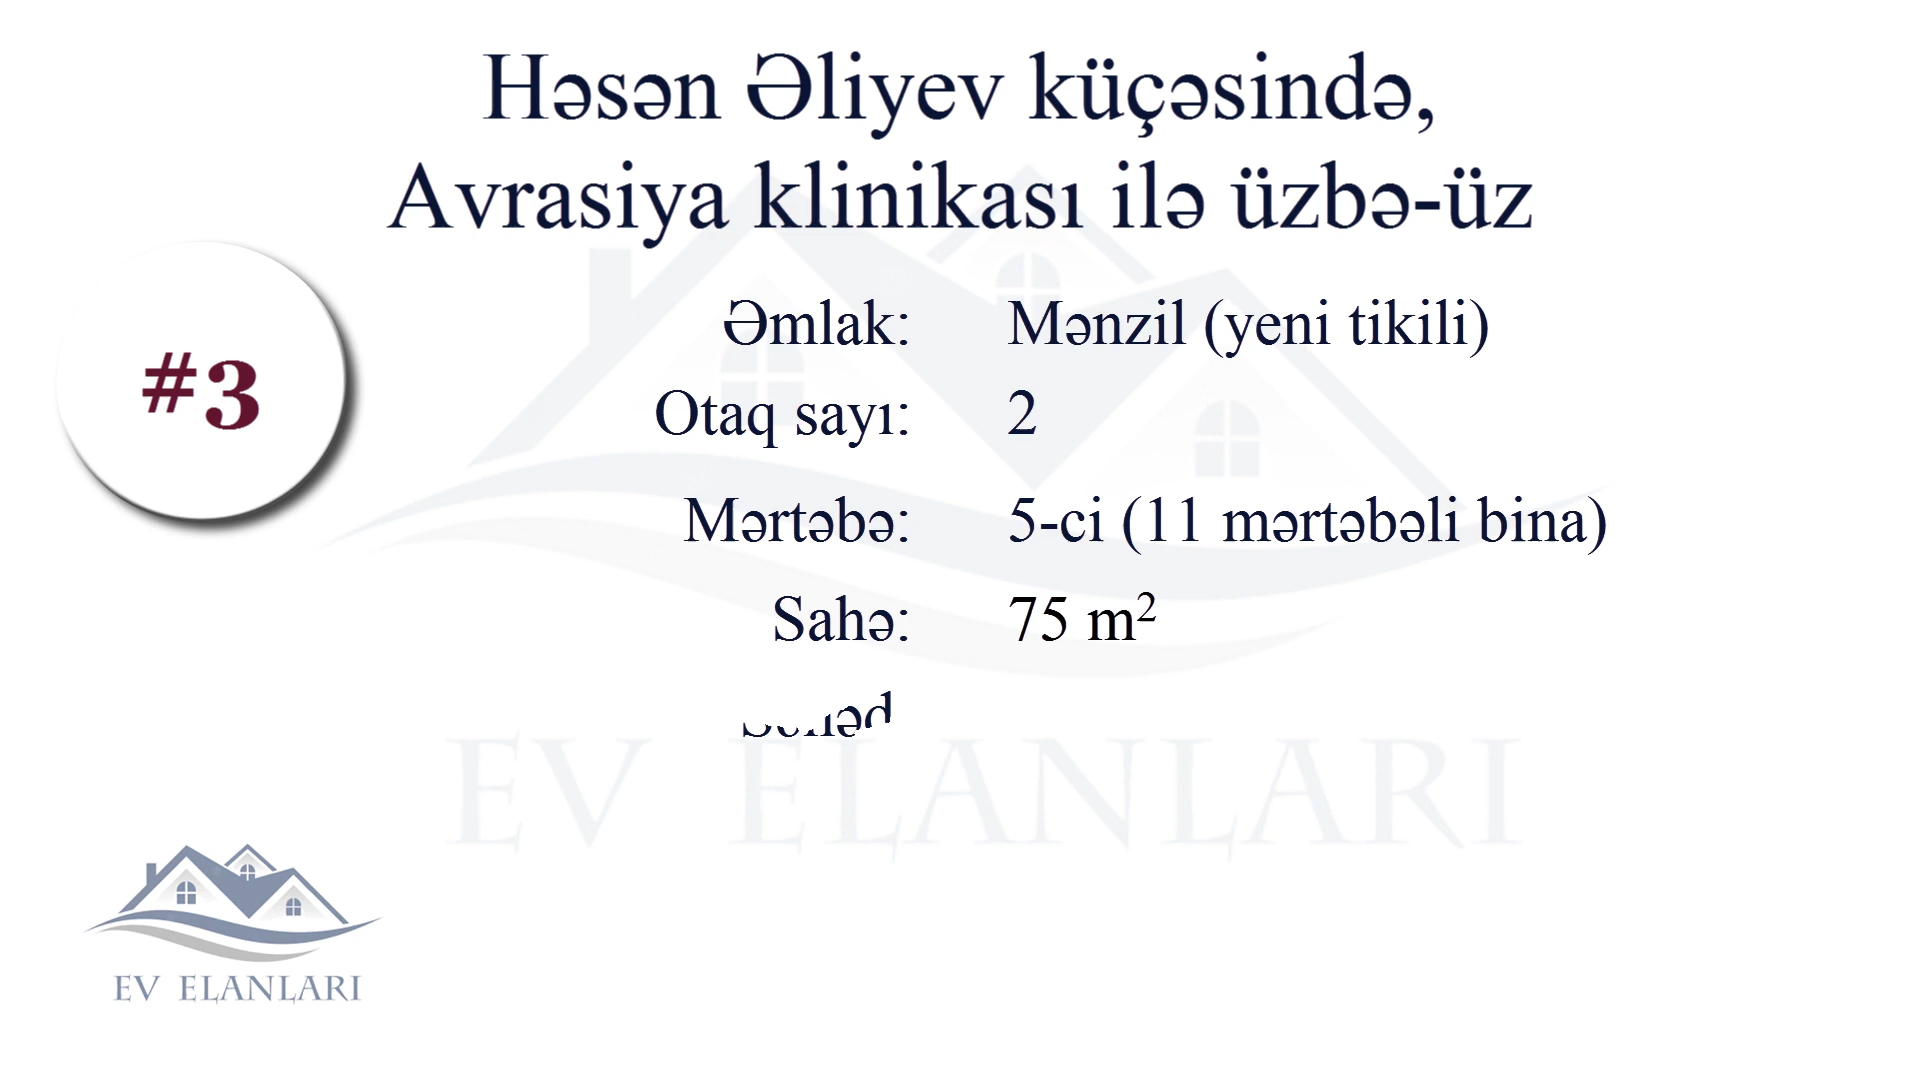 Həsən Əliyev küçəsində,
Avrasiya klinikası ilə üzbə-üz
#3
Əmlak: Mənzil (yeni tikili)
Otaq sayı: 2
Mərtəbə: 5-ci (11 mərtəbəli bina)
Sahə: 75 m²
EV ELANLARI
EV ELANLARI